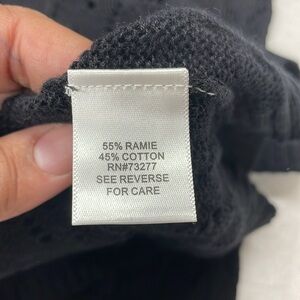 55% RAMIE
45% COTTON
RN#73277
SEE REVERSE
FOR CARE